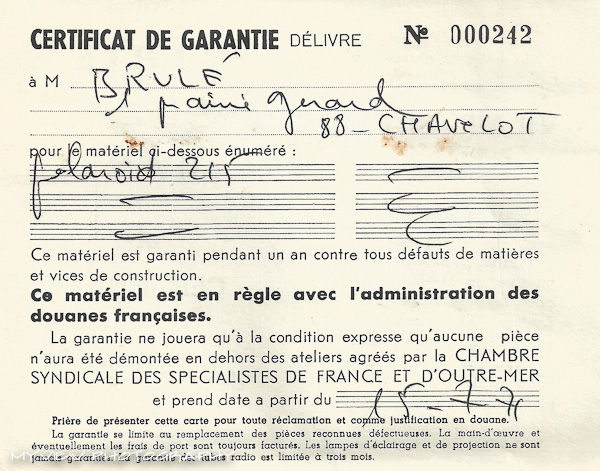 CERTIFICAT DE GARANTIE DÉLIVRE № 000242
à M BRULÉ
gerard
88 - CHAVELOT
pour le matériel ci-dessous énuméré :
polaroid 215
Ce matériel est garanti pendant un an contre tous défauts de matières
et vices de construction.
Ce matériel est en règle avec l'administration des
douanes françaises.
La garantie ne jouera qu'à la condition expresse qu'aucune pièce
n'aura été démontée en dehors des ateliers agréés par la CHAMBRE
SYNDICALE DES SPECIALISTES DE FRANCE ET D'OUTRE-MER
et prend date a partir du 15-7-71
Prière de présenter cette carte pour toute réclamation et comme justification en douane.
La garantie se limite au remplacement des pièces reconnues défectueuses. La main-d'œuvre et
éventuellement les frais de port sont toujours facturés. Les lampes d'éclairage et de projection ne sont
jamais garanties. La garantie des tubes radio est limitée à trois mois.